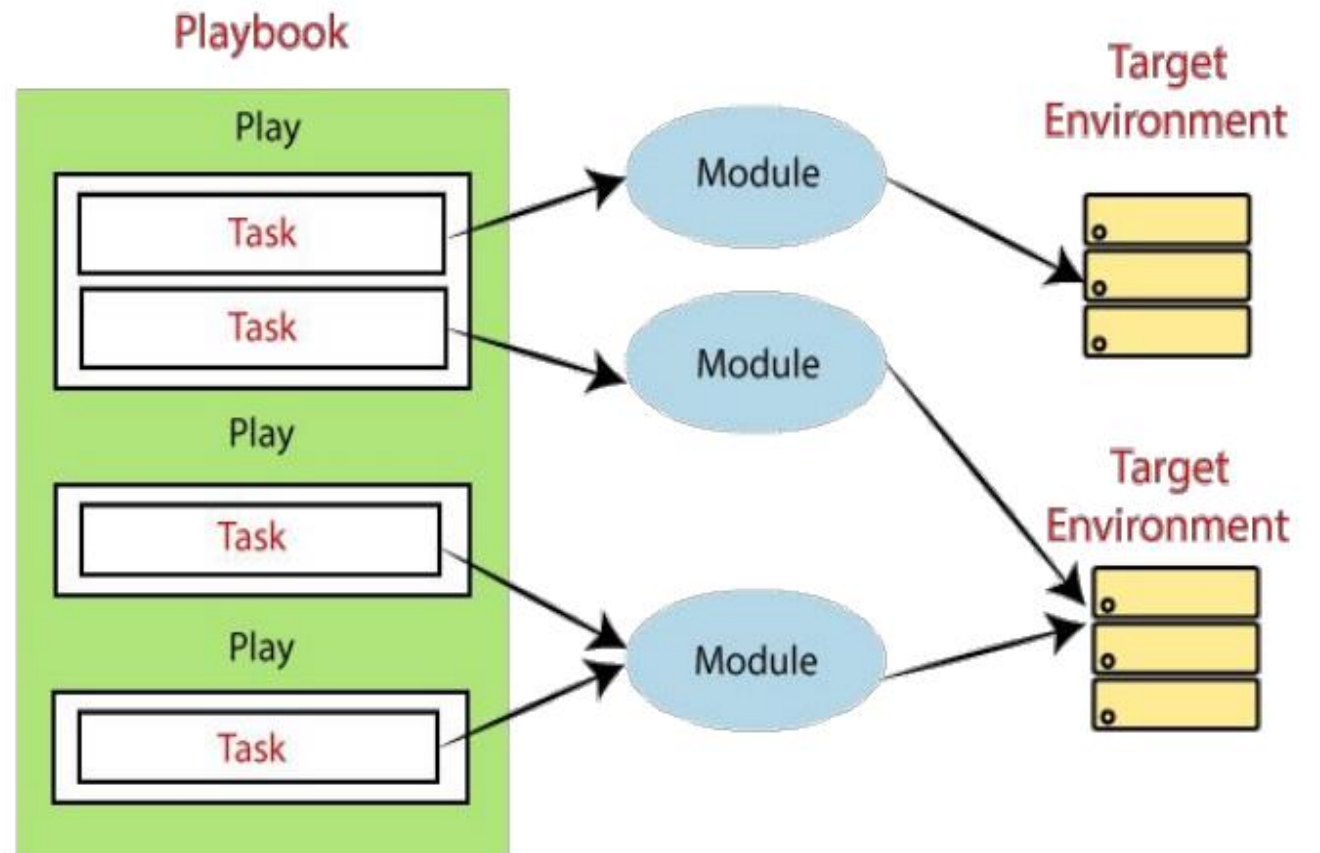 Playbook
Play
Task
Task
Play
Task
Play
Task
Module
Module
Module
Target
Environment
Target
Environment